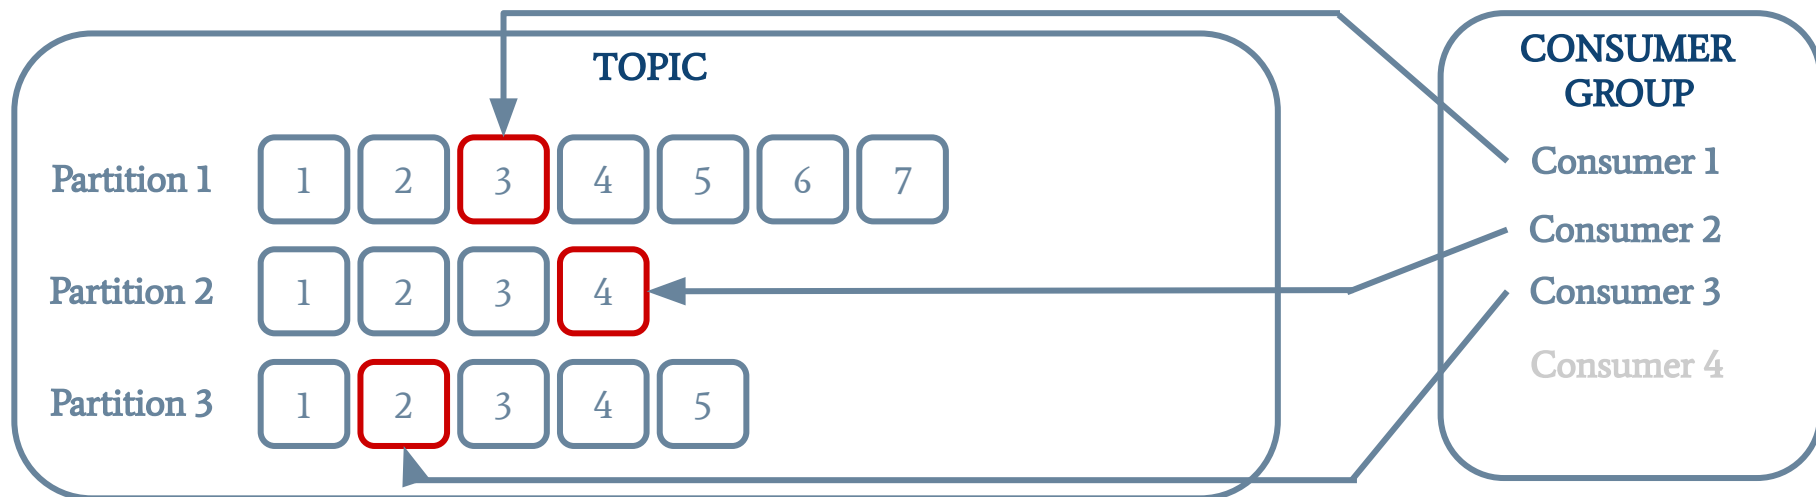 TOPIC
Partition 1 1 2 3 4 5 6 7
Partition 2 1 2 3 4
Partition 3 1 2 3 4 5
CONSUMER
GROUP
Consumer 1
Consumer 2
Consumer 3
Consumer 4